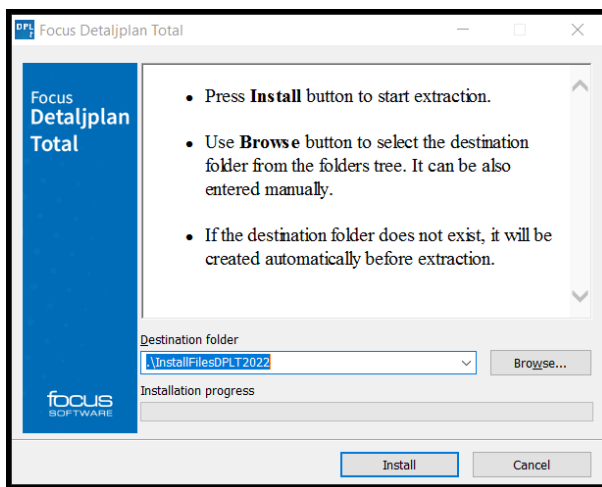 DPL
T
Focus Detaljplan Total
Focus
Detaljplan
Total
• Press Install button to start extraction.
• Use Browse button to select the destination
folder from the folders tree. It can be also
entered manually.
• If the destination folder does not exist, it will be
created automatically before extraction.
Destination folder
.\InstallFilesDPLT2022
Browse...
Installation progress
focus
SOFTWARE
Install
Cancel